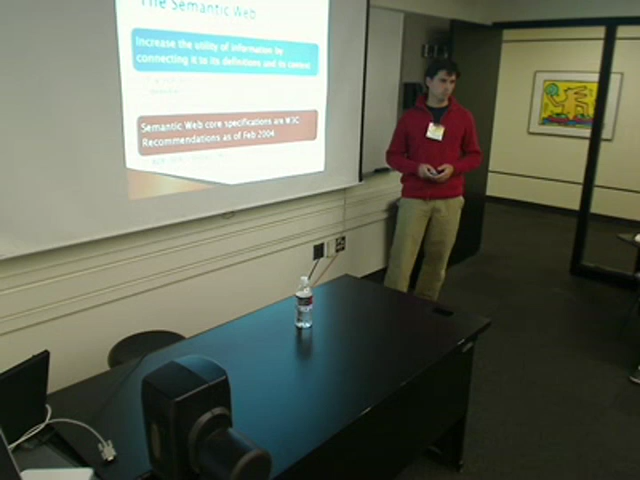 The Semantic Web
Increase the utility of information by
connecting it to its definitions and its context
Semantic Web core specifications are W3C
Recommendations as of Feb 2004